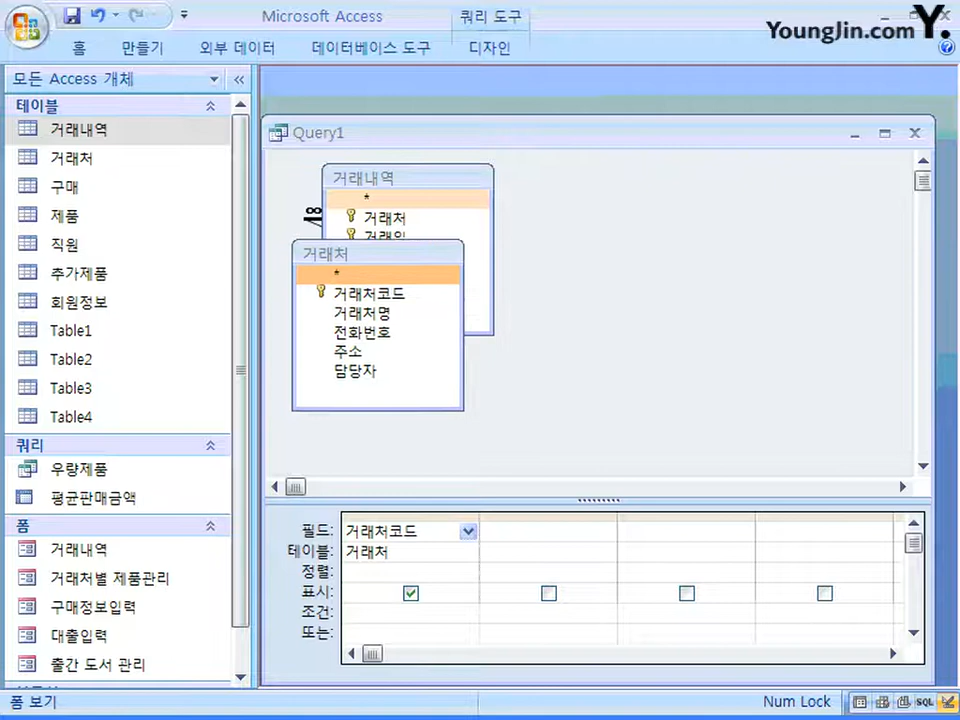 Microsoft Access
쿼리 도구
YoungJin.com Y.
홈 만들기 외부 데이터 데이터베이스 도구 디자인
모든 Access 개체
테이블
거래내역
거래처
구매
제품
직원
추가제품
회원정보
Table1
Table2
Table3
Table4
쿼리
우량제품
평균판매금액
폼
거래내역
거래처별 제품관리
구매정보입력
대출입력
출간 도서 관리
Query1
거래내역
*
거래처
거래일
거래처
*
거래처코드
거래처명
전화번호
주소
담당자
필드: 거래처코드
테이블: 거래처
정렬:
표시:
조건:
또는:
폼 보기
Num Lock
SQL